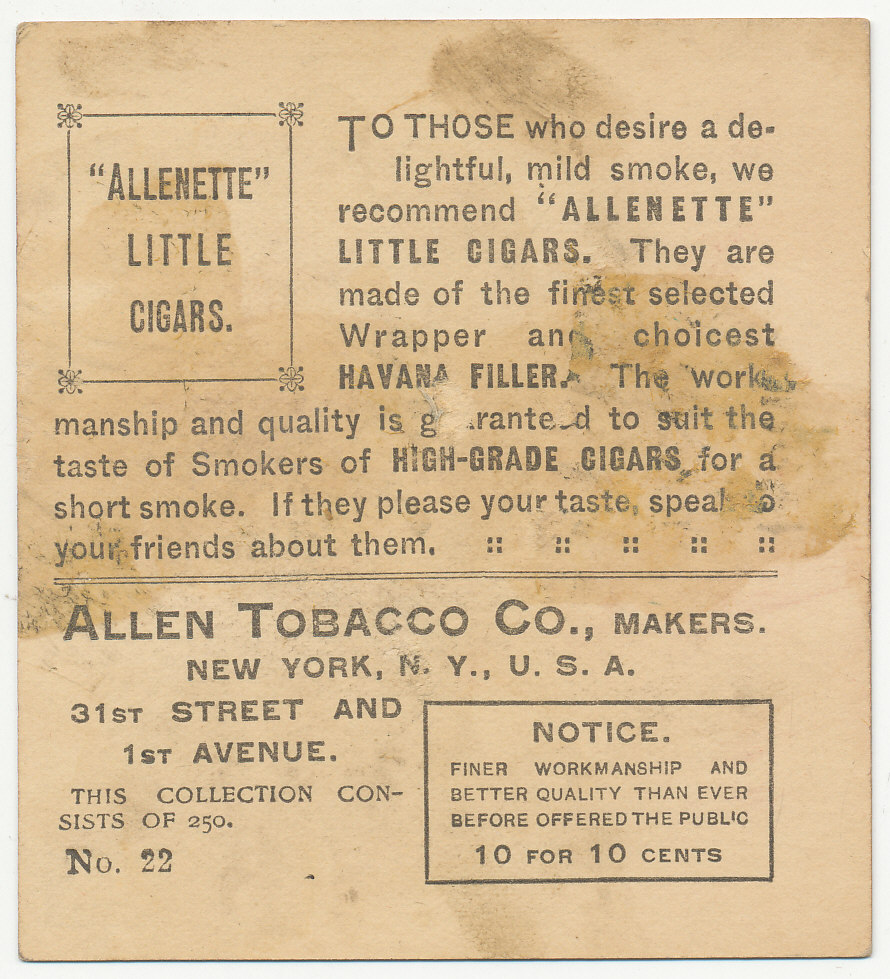 "ALLENETTE"
LITTLE
CIGARS.
TO THOSE who desire a de-
lightful, mild smoke, we
recommend "ALLENETTE"
LITTLE CIGARS. They are
made of the finest selected
Wrapper and choicest
HAVANA FILLER. The work-
manship and quality is guaranteed to suit the
taste of Smokers of HIGH-GRADE CIGARS for a
short smoke. If they please your taste, speak to
your friends about them. :: :: :: :: ::
ALLEN TOBACCO CO., MAKERS.
NEW YORK, N. Y., U. S. A.
31ST STREET AND
1ST AVENUE.
THIS COLLECTION CON-
SISTS OF 250.
No. 22
NOTICE.
FINER WORKMANSHIP AND
BETTER QUALITY THAN EVER
BEFORE OFFERED THE PUBLIC
10 FOR 10 CENTS